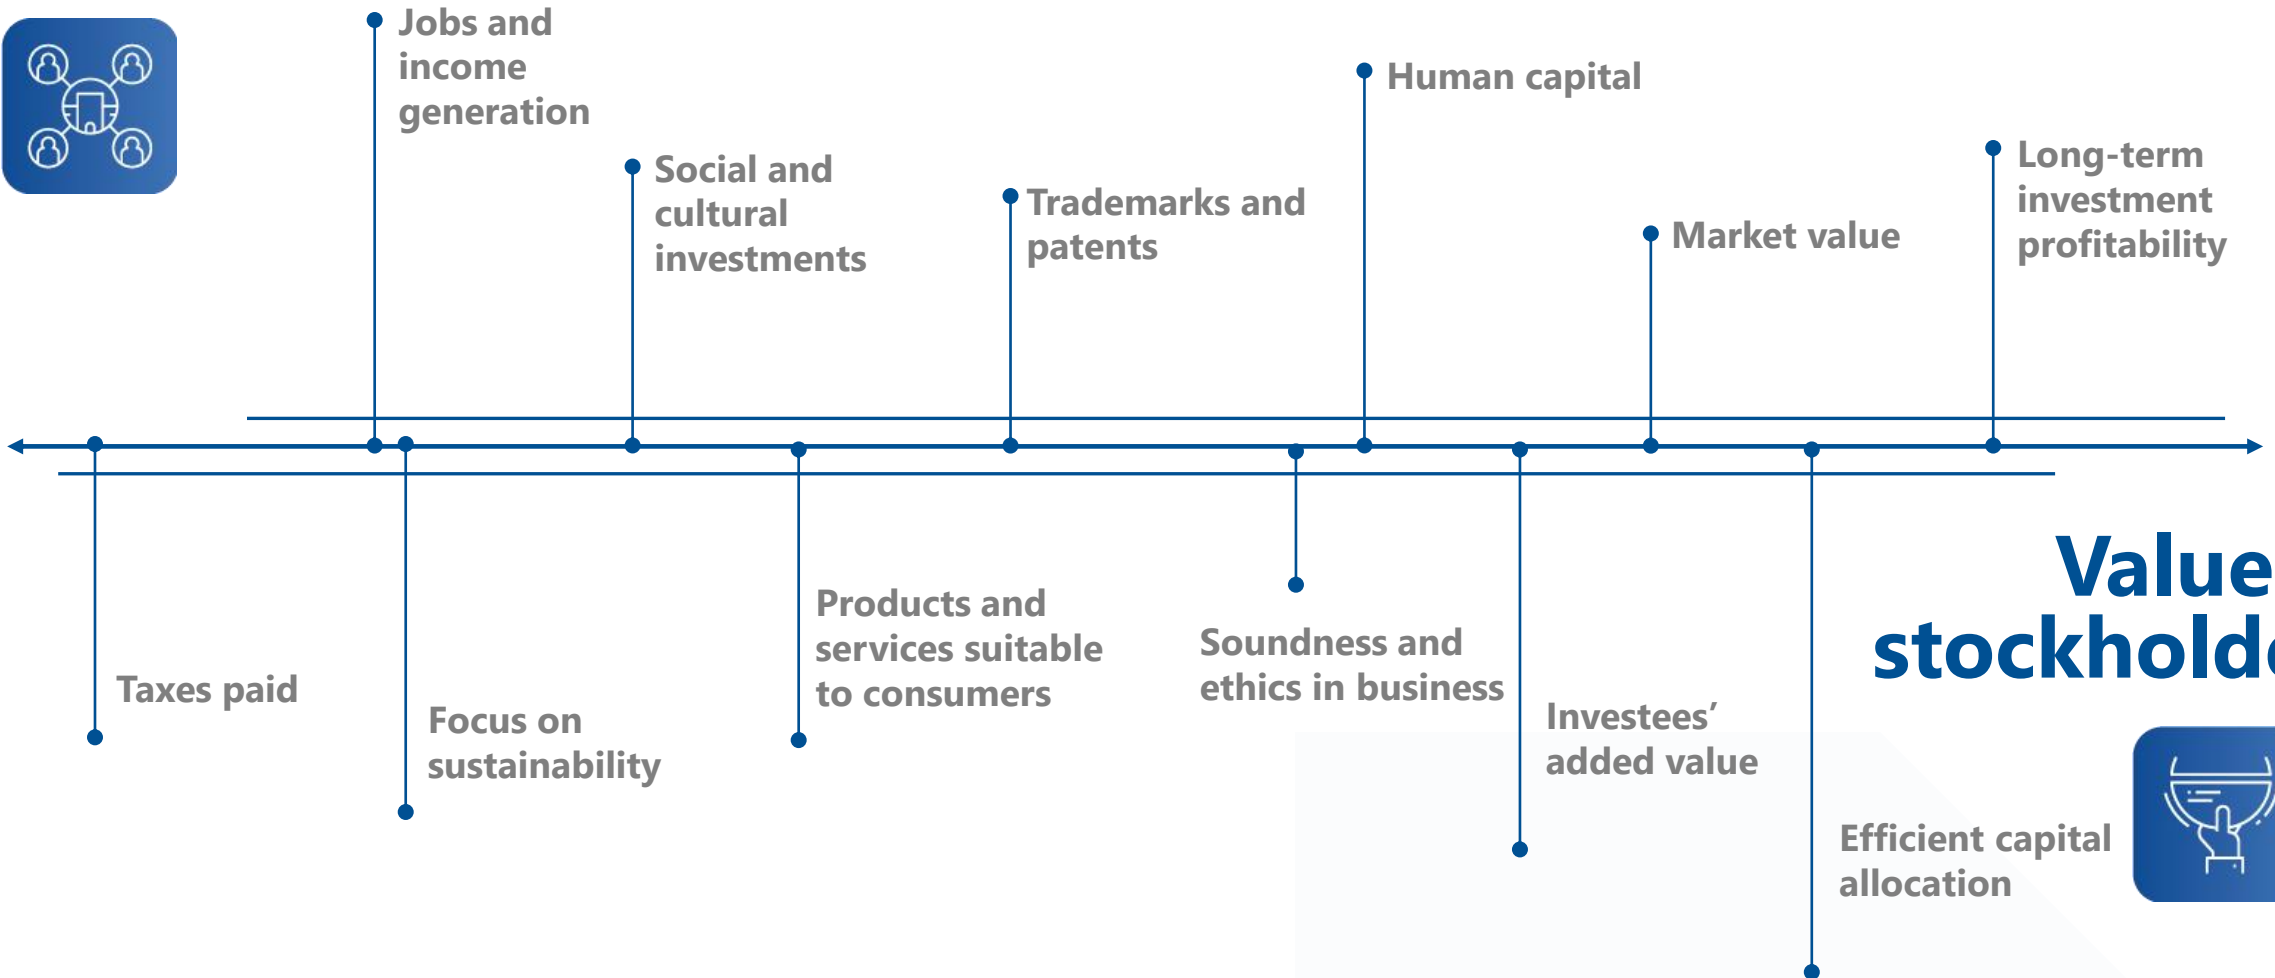 Jobs and
income
generation
Social and
cultural
investments
Trademarks and
patents
Human capital
Market value
Long-term
investment
profitability
Taxes paid
Focus on
sustainability
Products and
services suitable
to consumers
Soundness and
ethics in business
Investees’
added value
Efficient capital
allocation
Value